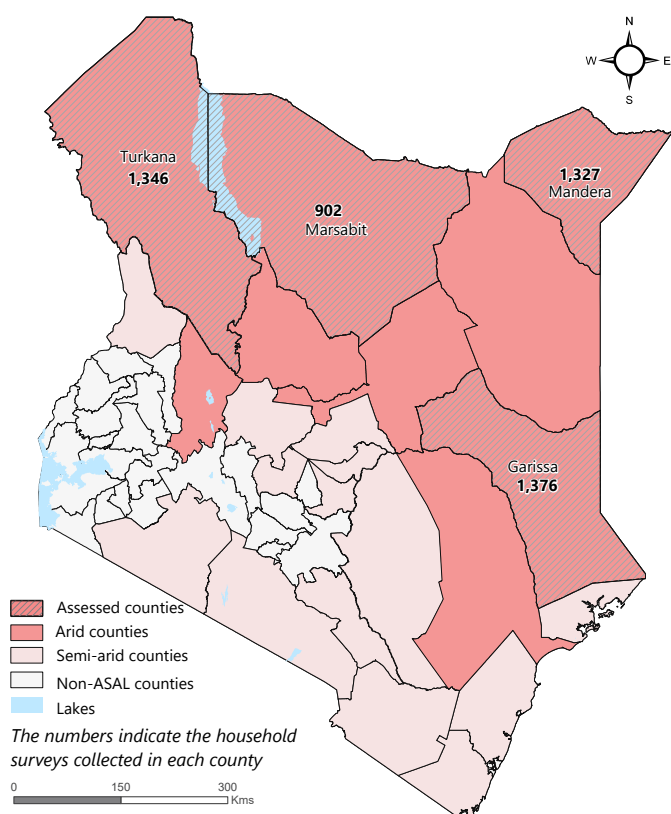 N
W E
S
Turkana
1,346
902
Marsabit
1,327
Mandera
Garissa
1,376
Assessed counties
Arid counties
Semi-arid counties
Non-ASAL counties
Lakes
The numbers indicate the household
surveys collected in each county
0 150 300
Kms